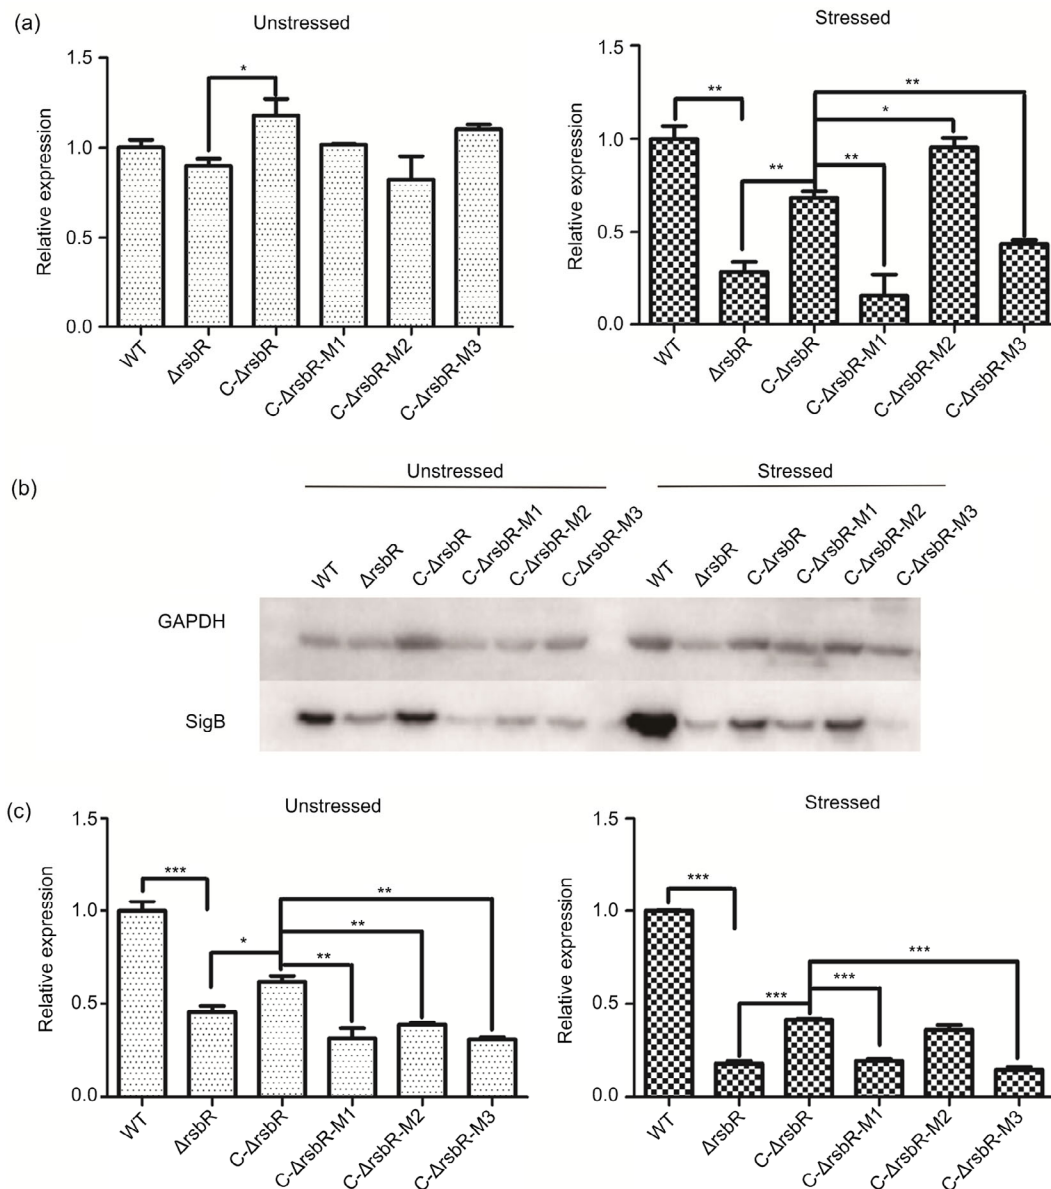 (a)
Unstressed
Relative expression
1.5
1.0
0.5
0.0
*
WT
ΔrsbR
C-ΔrsbR
C-ΔrsbR-M1
C-ΔrsbR-M2
C-ΔrsbR-M3
Stressed
Relative expression
1.5
1.0
0.5
0.0
**
**
**
*
**
WT
ΔrsbR
C-ΔrsbR
C-ΔrsbR-M1
C-ΔrsbR-M2
C-ΔrsbR-M3
(b)
Unstressed
Stressed
WT
ΔrsbR
C-ΔrsbR
C-ΔrsbR-M1
C-ΔrsbR-M2
C-ΔrsbR-M3
WT
ΔrsbR
C-ΔrsbR
C-ΔrsbR-M1
C-ΔrsbR-M2
C-ΔrsbR-M3
GAPDH
SigB
(c)
Unstressed
Relative expression
1.5
1.0
0.5
0.0
***
*
**
**
**
WT
ΔrsbR
C-ΔrsbR
C-ΔrsbR-M1
C-ΔrsbR-M2
C-ΔrsbR-M3
Stressed
Relative expression
1.5
1.0
0.5
0.0
***
***
***
***
WT
ΔrsbR
C-ΔrsbR
C-ΔrsbR-M1
C-ΔrsbR-M2
C-ΔrsbR-M3